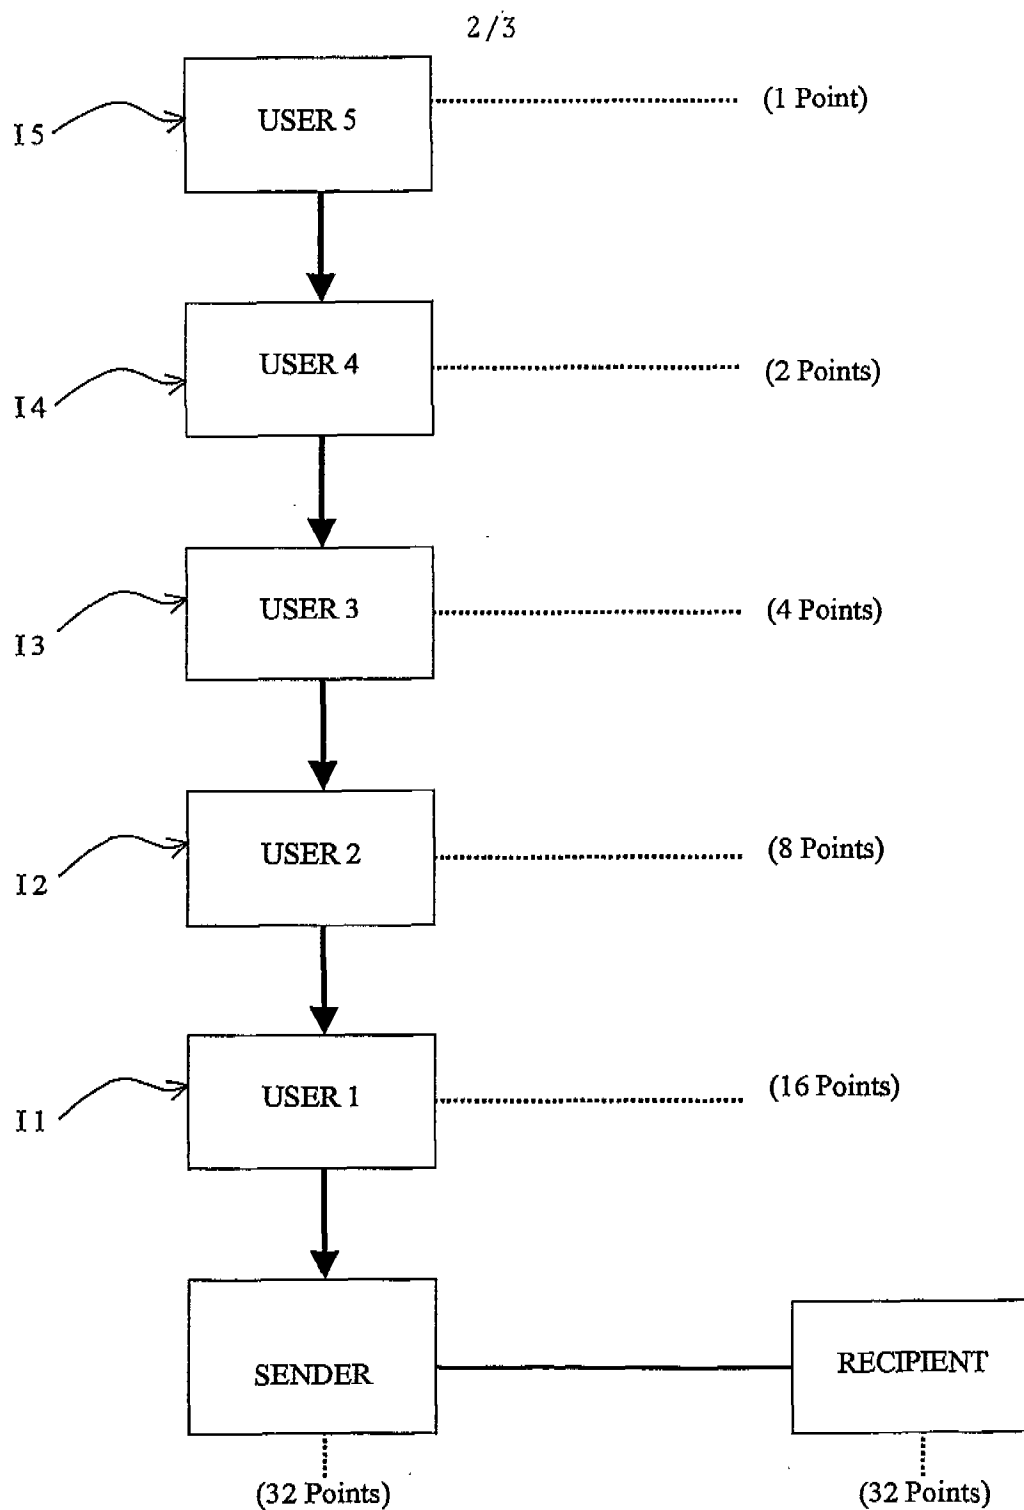 2/3
USER 5
(1 Point)
I5
USER 4
(2 Points)
I4
USER 3
(4 Points)
I3
USER 2
(8 Points)
I2
USER 1
(16 Points)
I1
SENDER
RECIPIENT
(32 Points)
(32 Points)